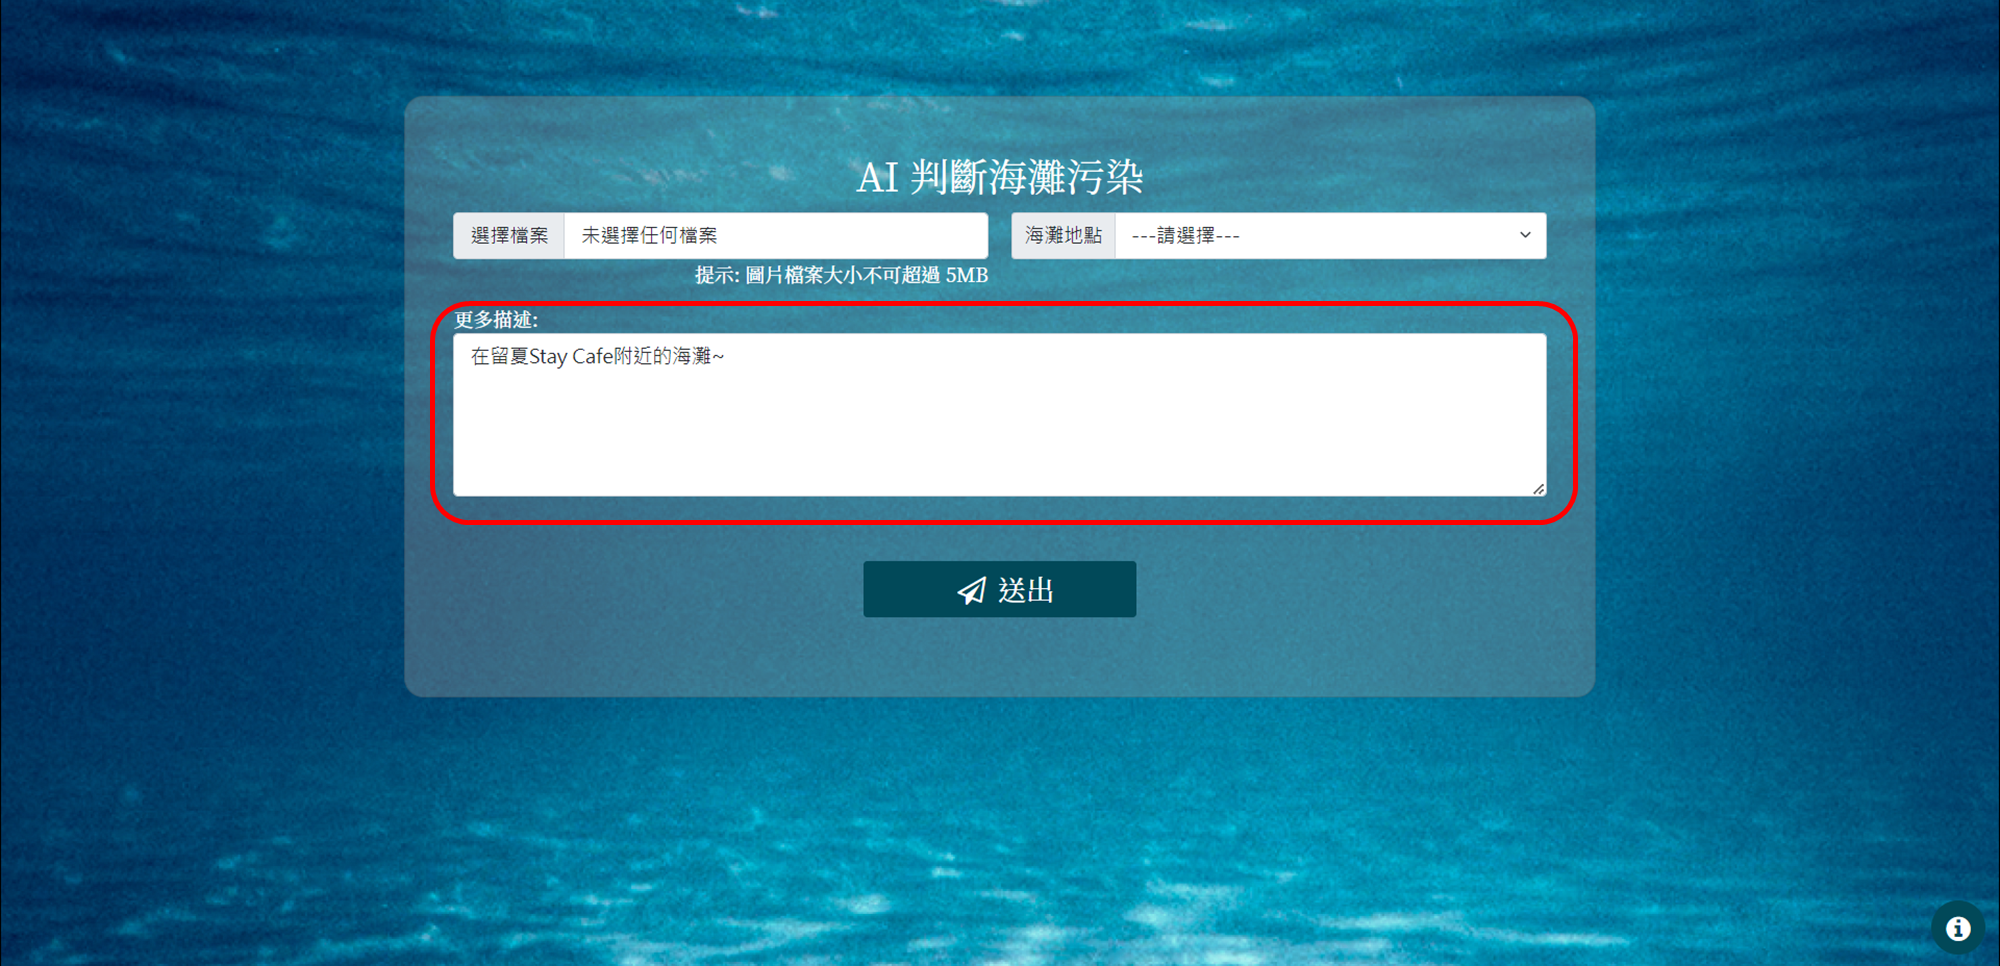 AI 判斷海灘污染
選擇檔案 未選擇任何檔案 海灘地點 ---請選擇---
提示: 圖片檔案大小不可超過 5MB
更多描述:
在留夏Stay Cafe附近的海灘~
送出